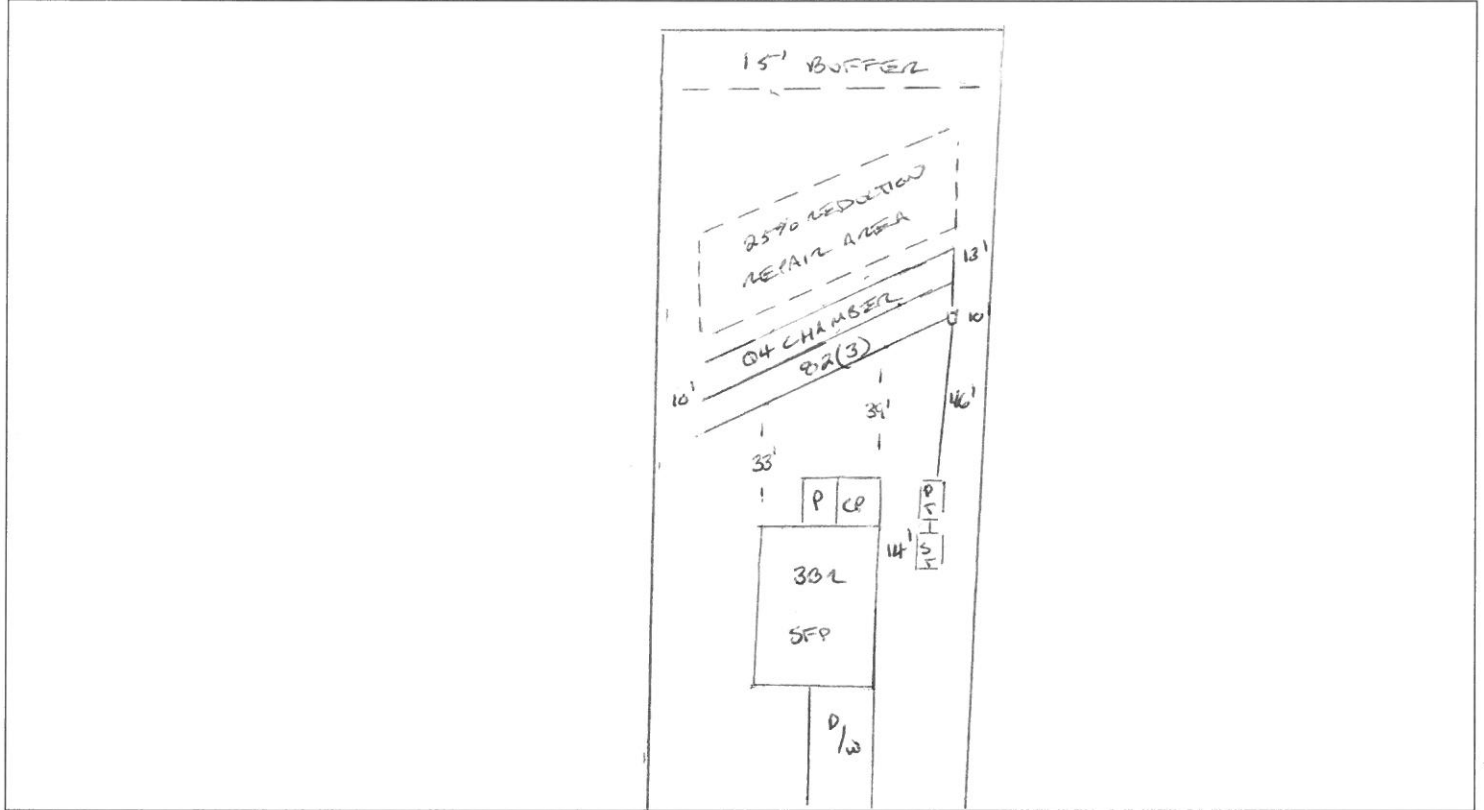 15' BUFFER
25% REDUCTION
REPAIR AREA
13'
Q4 CHAMBER
10'
82(3)
10'
39'
46'
33'
P
CP
P
T
14'
S
T
3BR
SFP
D/W